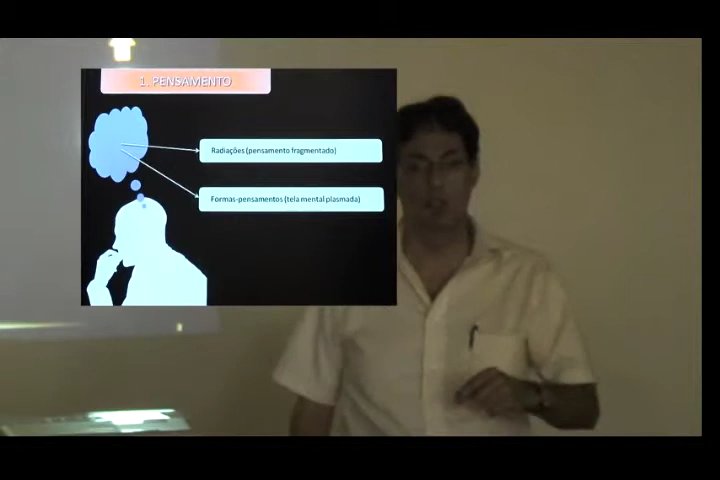 1. PENSAMENTO
Radiações (pensamento fragmentado)
Formas-pensamentos (tela mental plasmada)